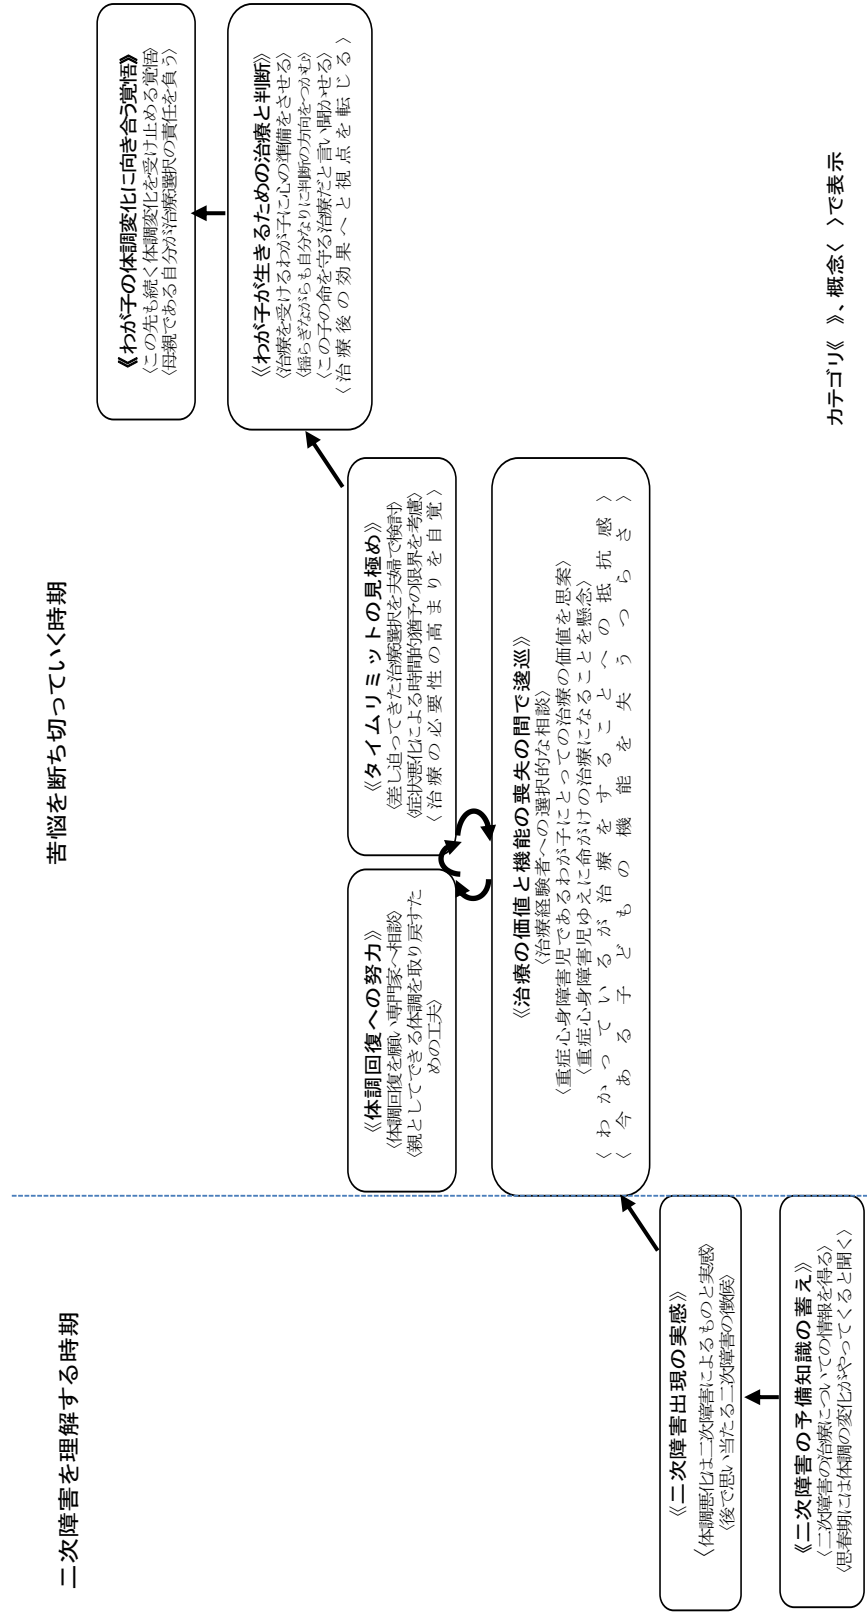 二次障害を理解する時期
苦悩を断ち切っていく時期
《わが子の体調変化に向き合う覚悟》
〈この先も続く体調変化を受け止める覚悟〉
〈母親である自分が治療選択の責任を負う〉
《わが子が生きるための治療と判断》
〈治療を受けるわが子に心の準備をさせる〉
〈揺らぎながらも自分なりに判断の方向をつかむ〉
〈この子の命を守る治療だと言い聞かせる〉
〈治療後の効果へと視点を転じる〉
《体調回復への努力》
〈体調回復を願い専門家へ相談〉
〈親としてできる体調を取り戻すた
めの工夫〉
《タイムリミットの見極め》
〈差し迫ってきた治療選択を夫婦で検討〉
〈症状悪化による時間的猶予の限界を考慮〉
〈治療の必要性の高まりを自覚〉
《治療の価値と機能の喪失の間で逡巡》
〈治療経験者への選択的な相談〉
〈重症心身障害児であるわが子にとっての治療の価値を思案〉
〈重症心身障害児ゆえに命がけの治療になることを懸念〉
〈わかっているが治療をすることへの抵抗感〉
〈今ある子どもの機能を失うつらさ〉
《二次障害出現の実感》
〈体調悪化は二次障害によるものと実感〉
〈後で思い当たる二次障害の徴候〉
《二次障害の予備知識の蓄え》
〈二次障害の治療についての情報を得る〉
〈思春期には体調の変化がやってくると聞く〉
カテゴリ《 》、概念〈 〉で表示